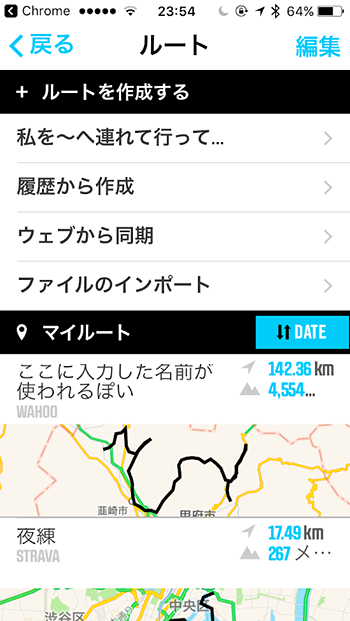 Chrome 23:54 64%
戻る ルート 編集
+ ルートを作成する
私を〜へ連れて行って...
履歴から作成
ウェブから同期
ファイルのインポート
マイルート DATE
ここに入力した名前が 142.36 km
使われるぽい 4,554...
WAHOO
韮崎市 甲府市
夜練 17.49 km
STRAVA 267 メ…
渋谷区 中央区